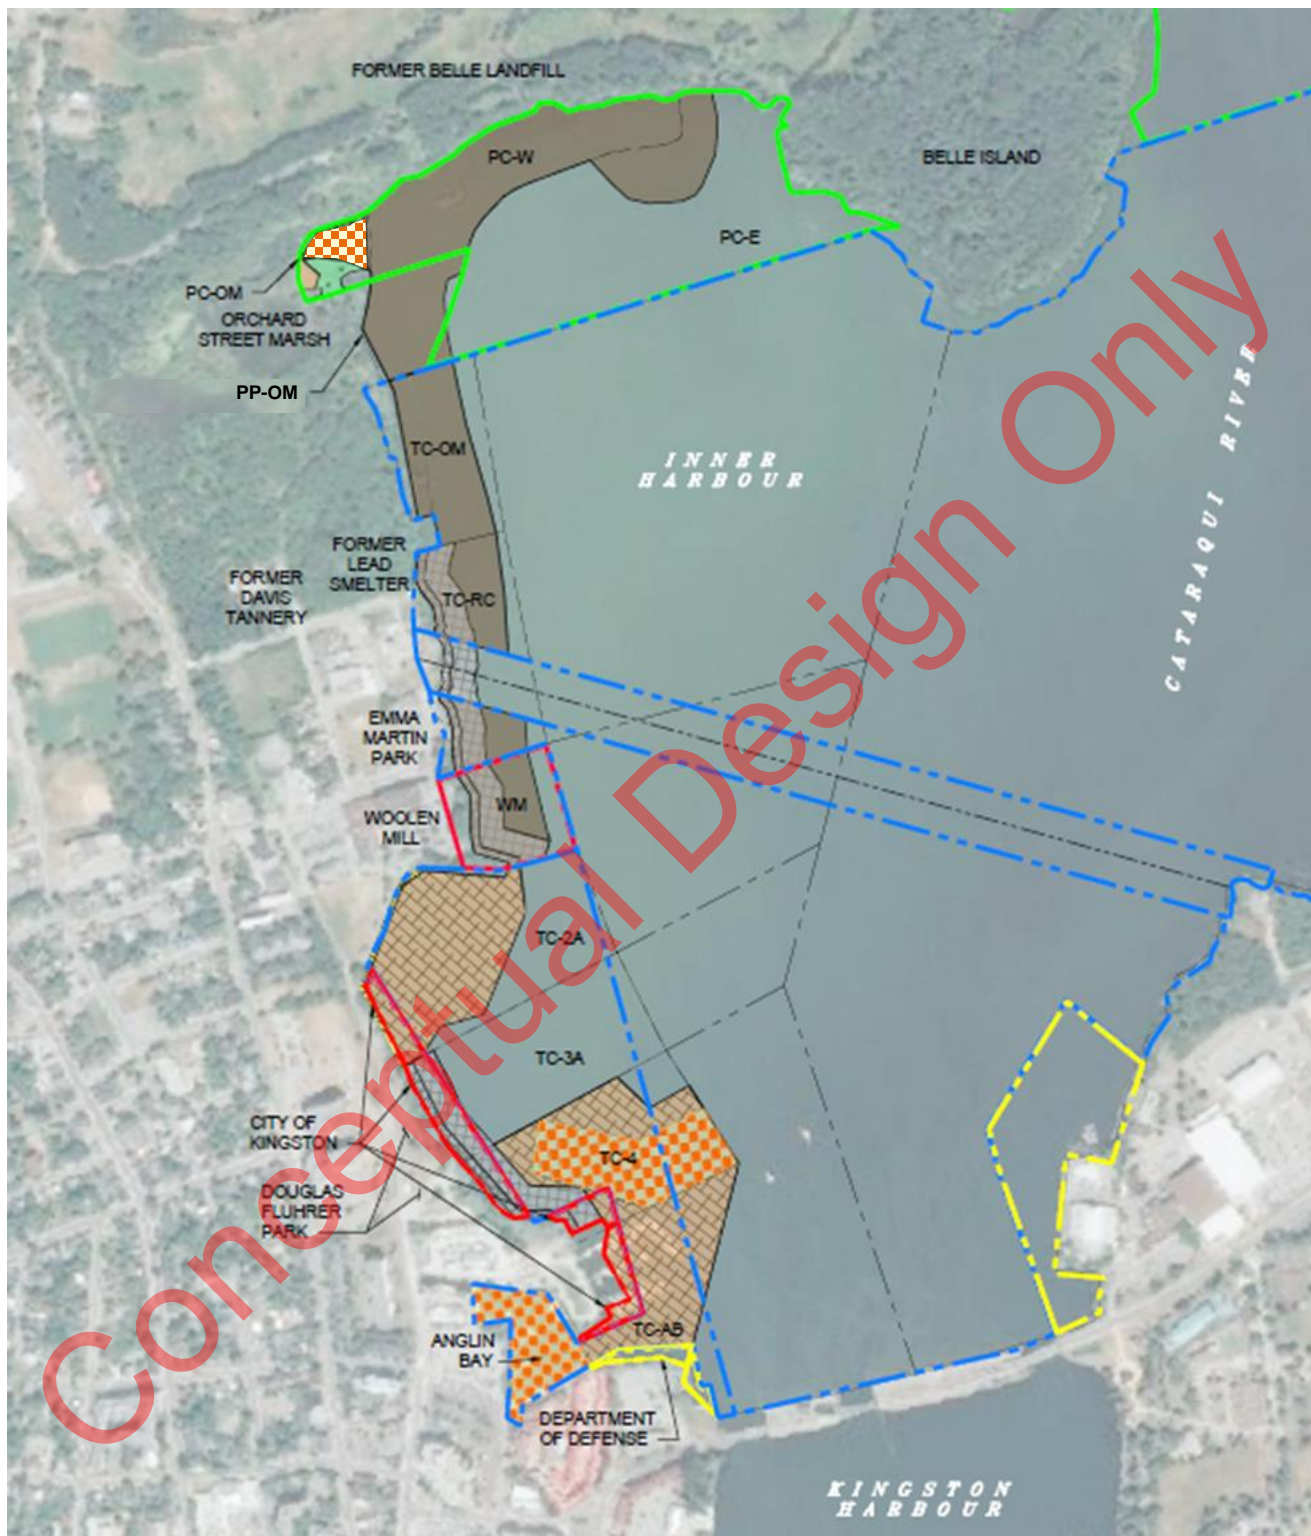 FORMER BELLE LANDFILL
PC-W
BELLE ISLAND
PC-E
PC-OM
ORCHARD
STREET MARSH
PP-OM
TC-OM
INNER
HARBOUR
CATARAQUI RIVER
FORMER
LEAD
SMELTER
FORMER
DAVIS
TANNERY
TC-RC
EMMA
MARTIN
PARK
WM
WOOLEN
MILL
TC-2A
TC-3A
CITY OF
KINGSTON
TC-4
DOUGLAS
FLUHRER
PARK
TC-AB
ANGLIN
BAY
DEPARTMENT
OF DEFENSE
KINGSTON
HARBOUR
Conceptual Design Only